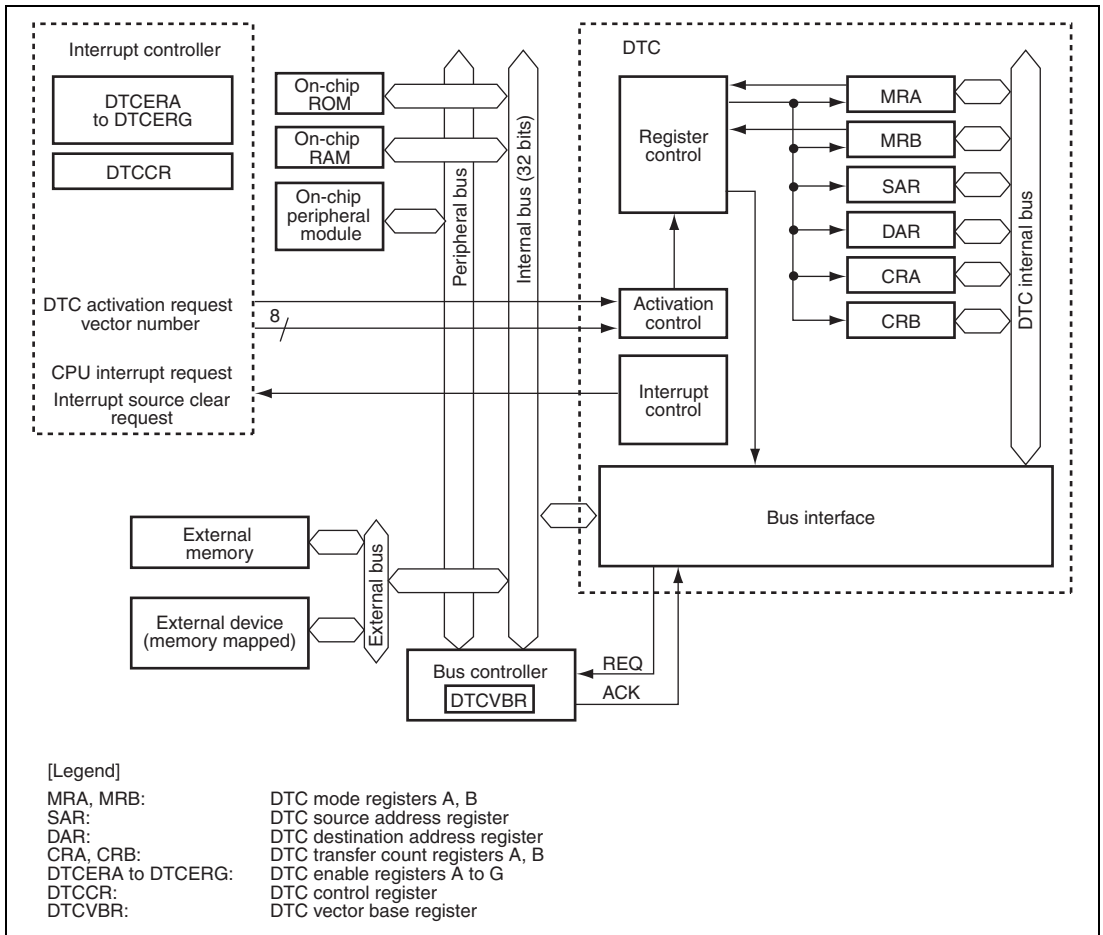 Interrupt controller
DTCERA
to DTCERG
DTCCR
DTC activation request
vector number
8
CPU interrupt request
Interrupt source clear
request
On-chip
ROM
On-chip
RAM
On-chip
peripheral
module
Peripheral bus
Internal bus (32 bits)
DTC
Register
control
Activation
control
Interrupt
control
MRA
MRB
SAR
DAR
CRA
CRB
DTC internal bus
Bus interface
External
memory
External device
(memory mapped)
External bus
Bus controller
DTCVBR
REQ
ACK
[Legend]
MRA, MRB: DTC mode registers A, B
SAR: DTC source address register
DAR: DTC destination address register
CRA, CRB: DTC transfer count registers A, B
DTCERA to DTCERG: DTC enable registers A to G
DTCCR: DTC control register
DTCVBR: DTC vector base register